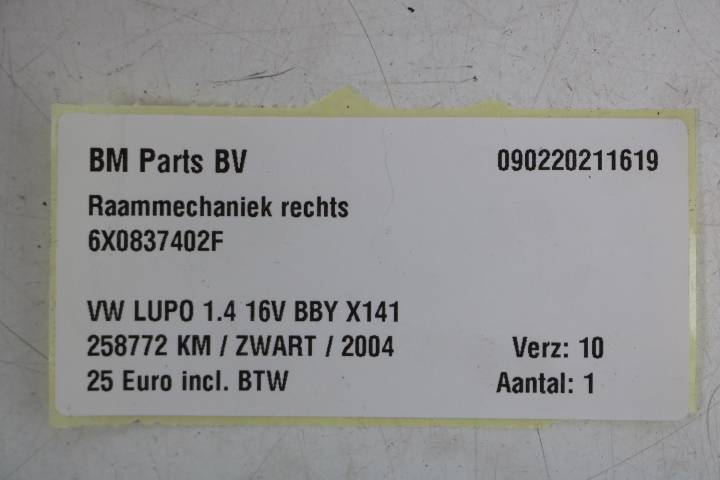 BM Parts BV 090220211619
Raammechaniek rechts
6X0837402F
VW LUPO 1.4 16V BBY X141
258772 KM / ZWART / 2004 Verz: 10
25 Euro incl. BTW Aantal: 1